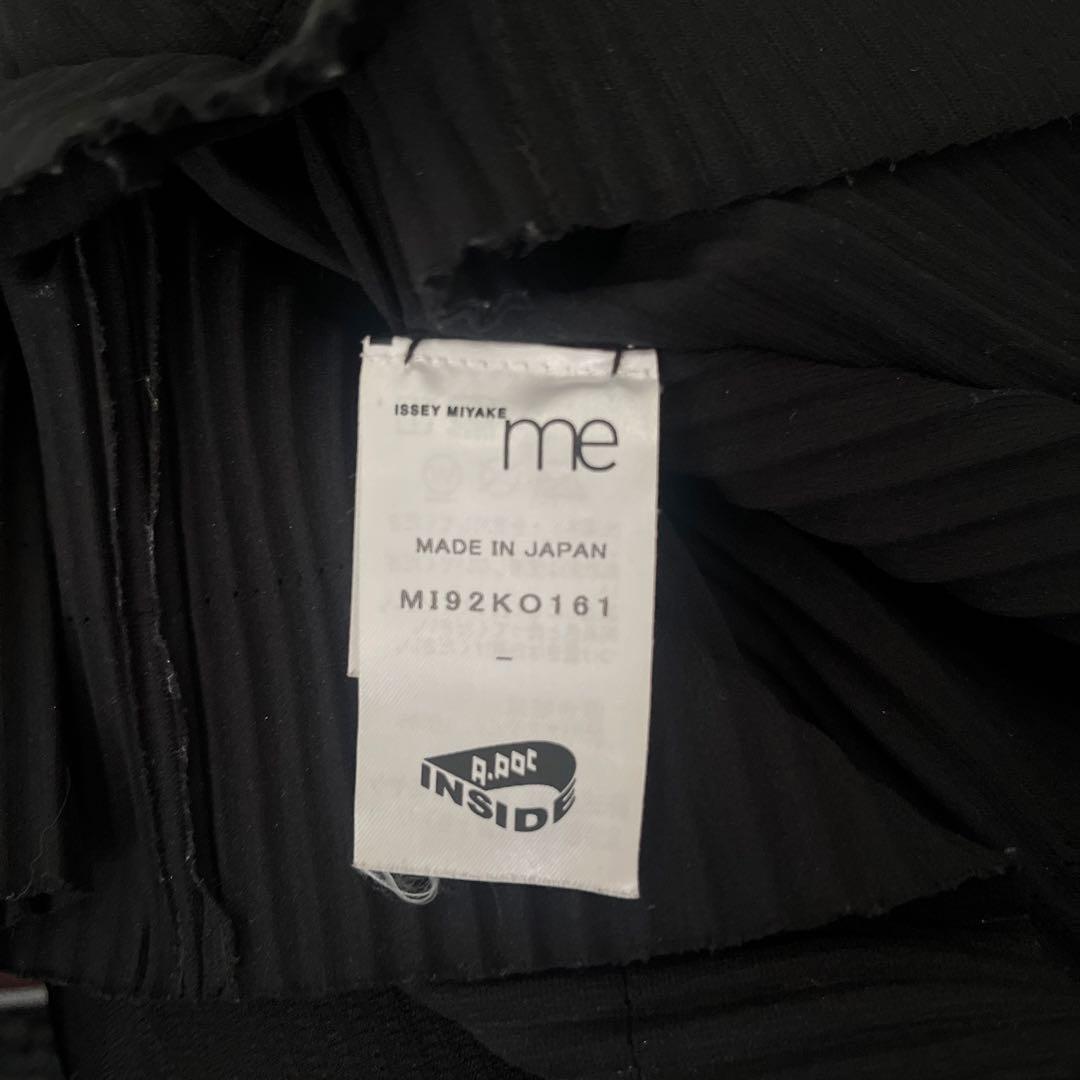 ISSEY MIYAKE
me
MADE IN JAPAN
MI92KO161
–
A.POC
INSIDE